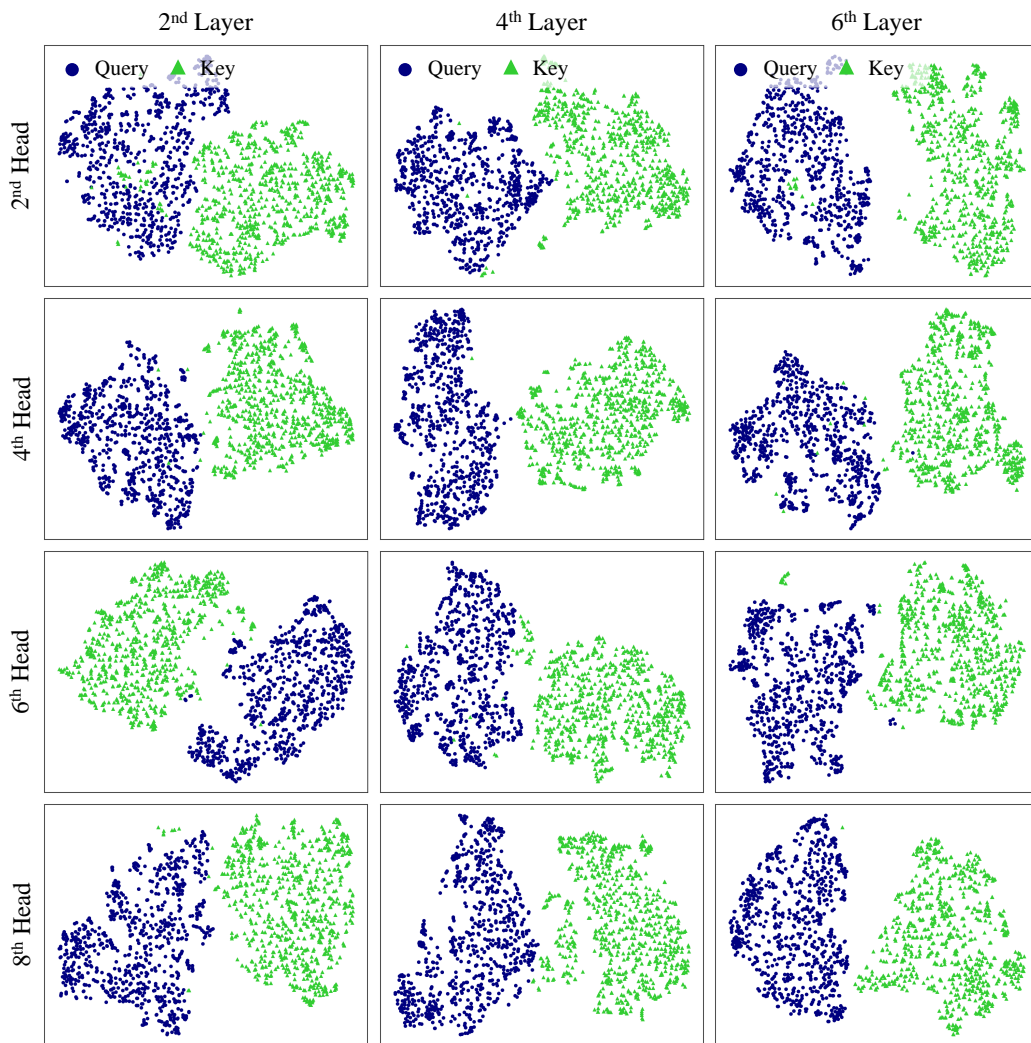 2nd Layer 4th Layer 6th Layer
Query Key Query Key Query Key
2nd Head
4th Head
6th Head
8th Head